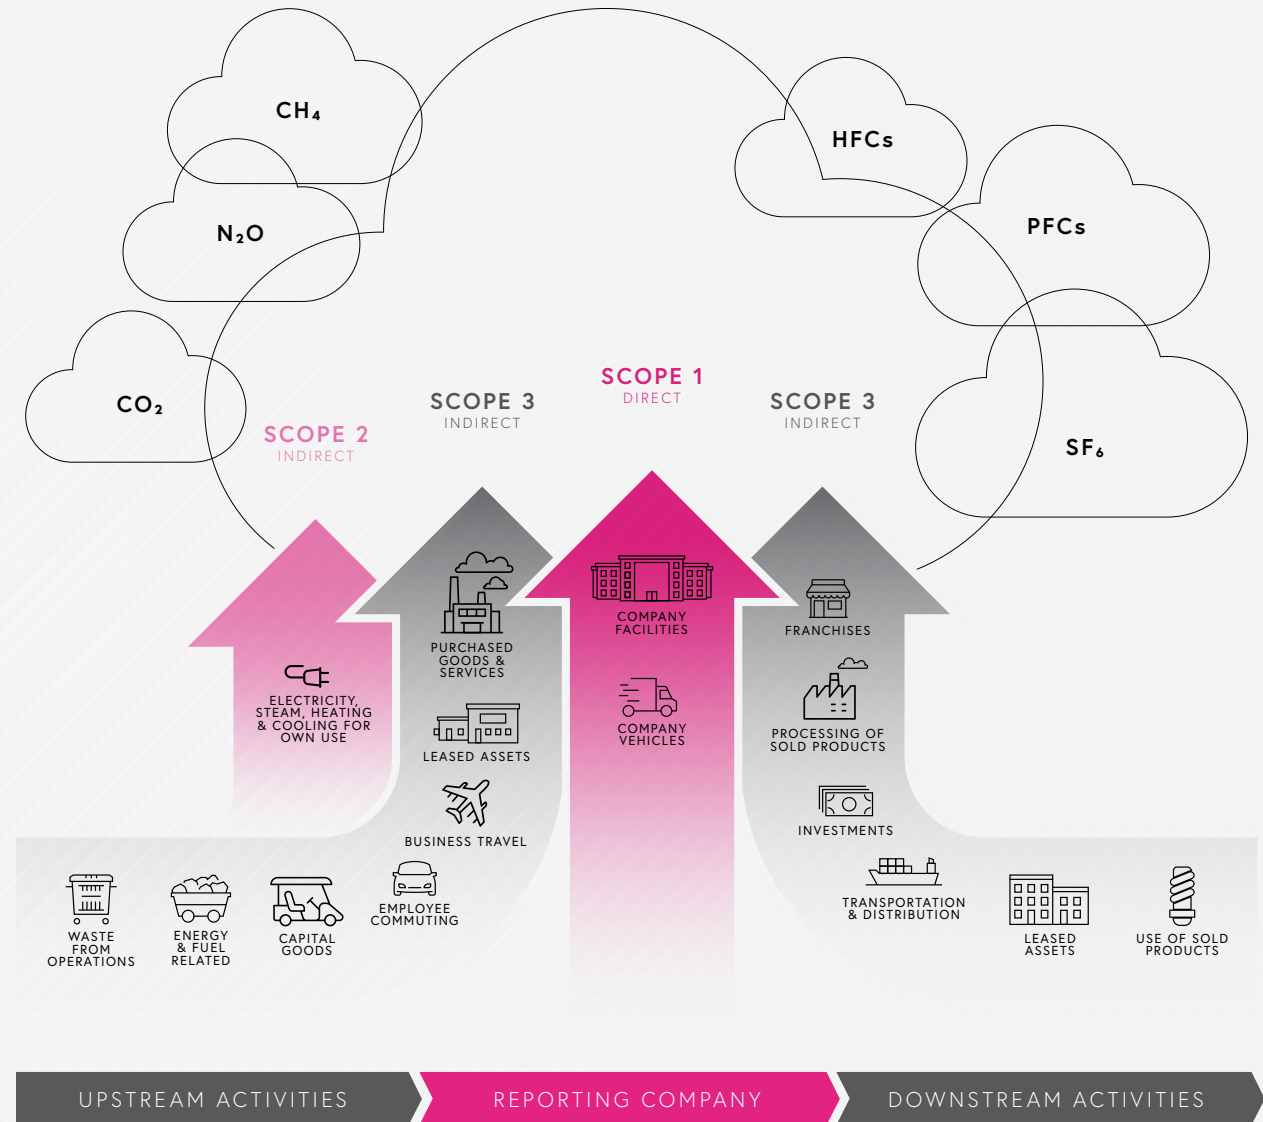 CH₄
HFCs
N₂O
PFCs
CO₂
SF₆
SCOPE 2
INDIRECT
SCOPE 3
INDIRECT
SCOPE 1
DIRECT
SCOPE 3
INDIRECT
ELECTRICITY,
STEAM, HEATING
& COOLING FOR
OWN USE
PURCHASED
GOODS &
SERVICES
LEASED ASSETS
BUSINESS TRAVEL
EMPLOYEE
COMMUTING
CAPITAL
GOODS
ENERGY
& FUEL
RELATED
WASTE
FROM
OPERATIONS
COMPANY
FACILITIES
COMPANY
VEHICLES
FRANCHISES
PROCESSING OF
SOLD PRODUCTS
INVESTMENTS
TRANSPORTATION
& DISTRIBUTION
LEASED
ASSETS
USE OF SOLD
PRODUCTS
UPSTREAM ACTIVITIES
REPORTING COMPANY
DOWNSTREAM ACTIVITIES